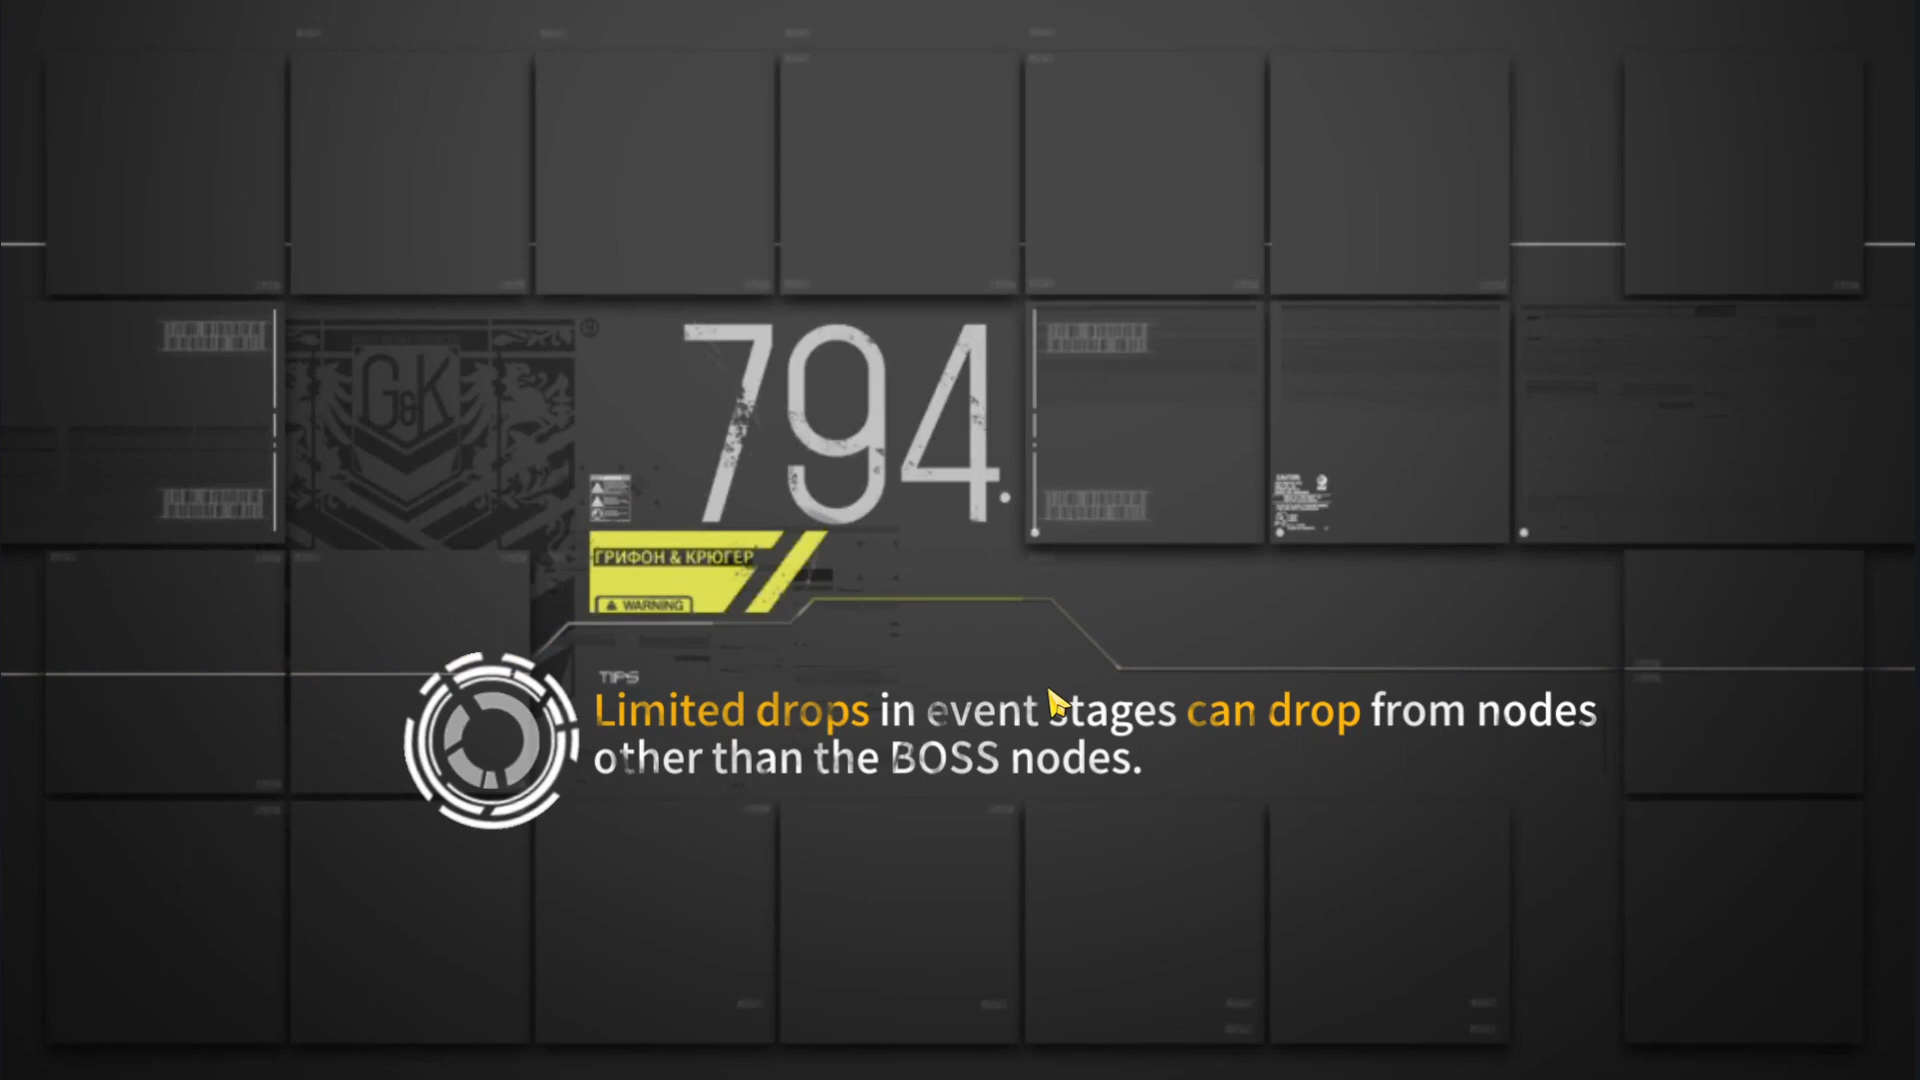 G&K
794.
ГРИФОН & КРЮГЕР
WARNING
TIPS
Limited drops in event stages can drop from nodes
other than the BOSS nodes.